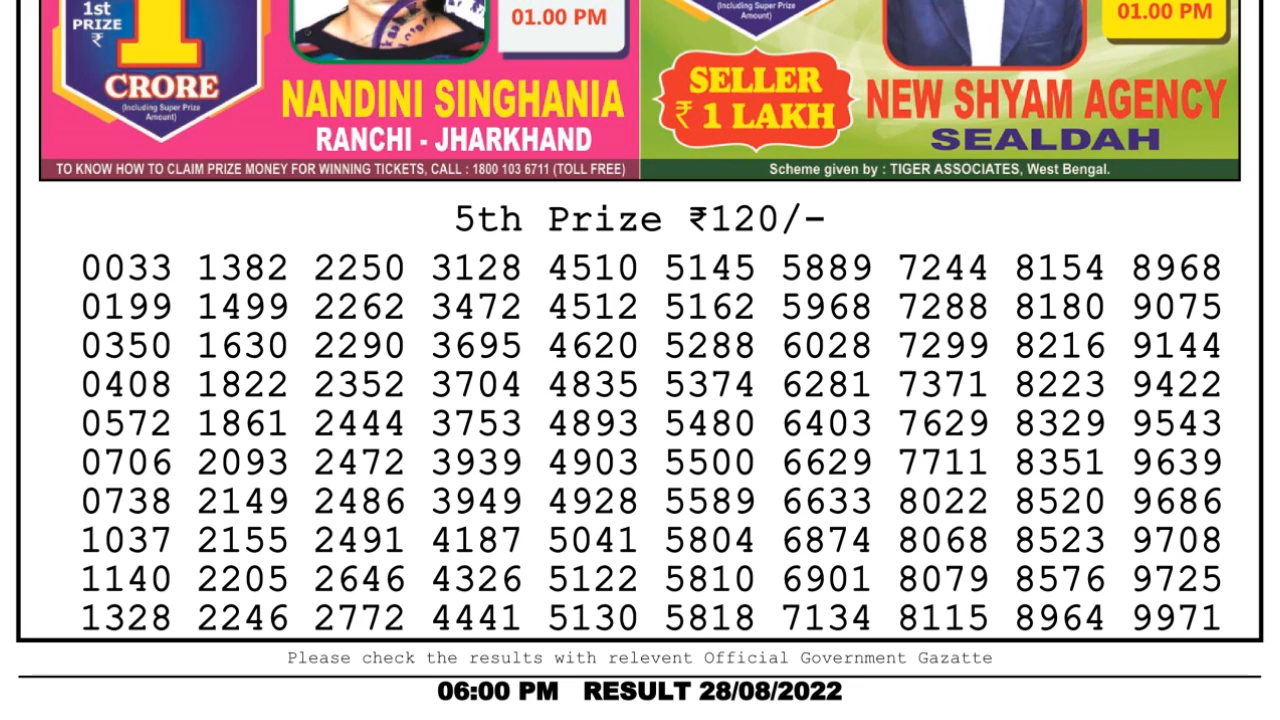 1st
PRIZE
₹
1
CRORE
(Including Super Prize
Amount)
01.00 PM
NANDINI SINGHANIA
RANCHI - JHARKHAND
TO KNOW HOW TO CLAIM PRIZE MONEY FOR WINNING TICKETS, CALL : 1800 103 6711 (TOLL FREE)
(Including Super Prize
Amount)
01.00 PM
SELLER
₹ 1 LAKH
NEW SHYAM AGENCY
SEALDAH
Scheme given by : TIGER ASSOCIATES, West Bengal.
5th Prize ₹120/-
0033 1382 2250 3128 4510 5145 5889 7244 8154 8968
0199 1499 2262 3472 4512 5162 5968 7288 8180 9075
0350 1630 2290 3695 4620 5288 6028 7299 8216 9144
0408 1822 2352 3704 4835 5374 6281 7371 8223 9422
0572 1861 2444 3753 4893 5480 6403 7629 8329 9543
0706 2093 2472 3939 4903 5500 6629 7711 8351 9639
0738 2149 2486 3949 4928 5589 6633 8022 8520 9686
1037 2155 2491 4187 5041 5804 6874 8068 8523 9708
1140 2205 2646 4326 5122 5810 6901 8079 8576 9725
1328 2246 2772 4441 5130 5818 7134 8115 8964 9971
Please check the results with relevent Official Government Gazatte
06:00 PM RESULT 28/08/2022